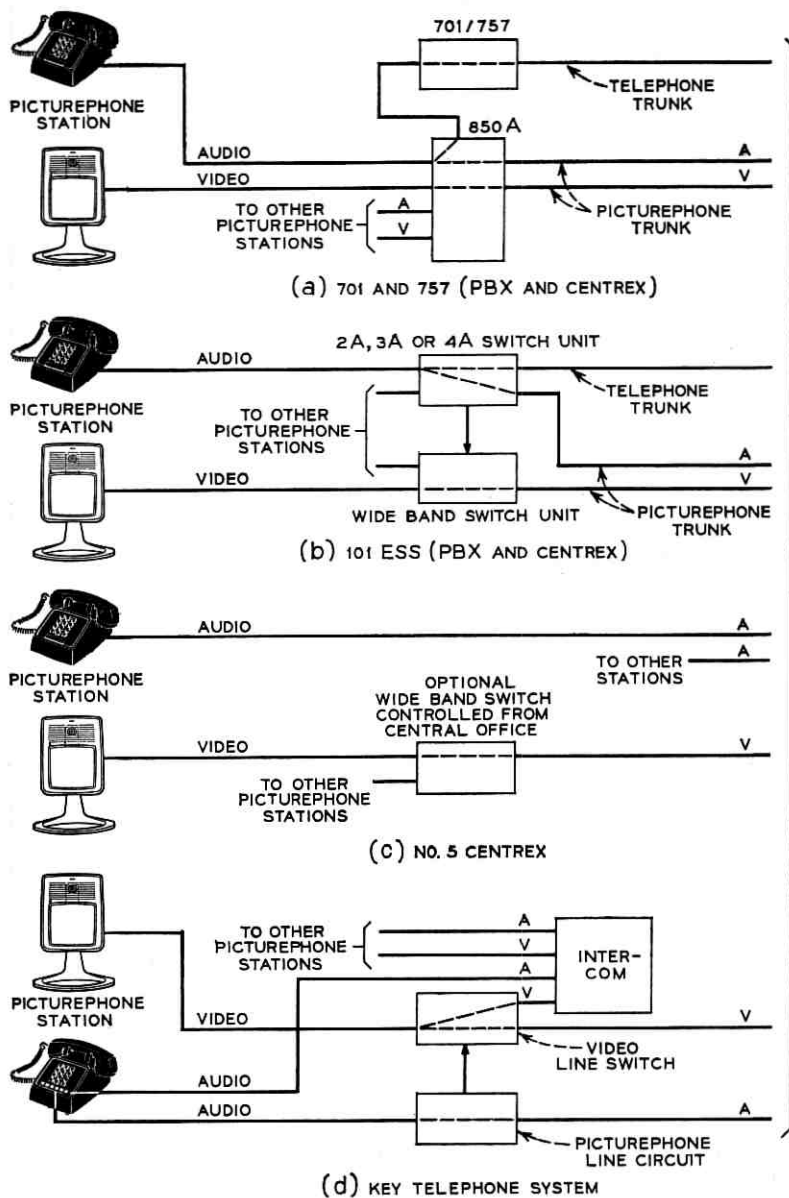 701/757
TELEPHONE
TRUNK
PICTUREPHONE
STATION
850A
AUDIO
A
VIDEO
V
TO OTHER
PICTUREPHONE
STATIONS
A
V
PICTUREPHONE
TRUNK
(a) 701 AND 757 (PBX AND CENTREX)
2A, 3A OR 4A SWITCH UNIT
AUDIO
TELEPHONE
TRUNK
PICTUREPHONE
STATION
TO OTHER
PICTUREPHONE
STATIONS
A
VIDEO
V
WIDE BAND SWITCH UNIT
PICTUREPHONE
TRUNK
(b) 101 ESS (PBX AND CENTREX)
AUDIO
A
A
TO OTHER
STATIONS
PICTUREPHONE
STATION
OPTIONAL
WIDE BAND SWITCH
CONTROLLED FROM
CENTRAL OFFICE
VIDEO
V
TO OTHER
PICTUREPHONE
STATIONS
(c) NO. 5 CENTREX
TO OTHER
PICTUREPHONE
STATIONS
A
V
A
V
INTER-
COM
PICTUREPHONE
STATION
VIDEO
V
VIDEO
LINE SWITCH
AUDIO
AUDIO
A
PICTUREPHONE
LINE CIRCUIT
(d) KEY TELEPHONE SYSTEM